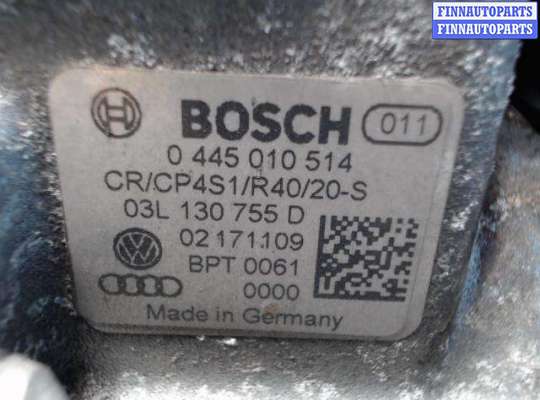 FINNAUTOPARTS
FINNAUTOPARTS
BOSCH 011
0 445 010 514
CR/CP4S1/R40/20-S
03L 130 755 D
02171109
BPT 0061
0000
Made in Germany